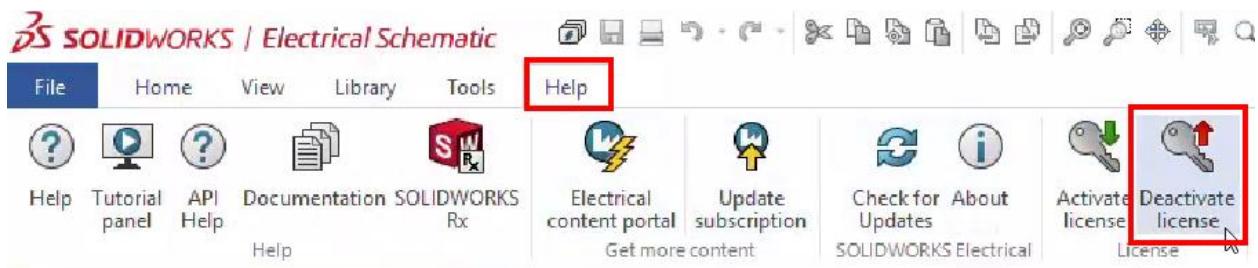 SOLIDWORKS | Electrical Schematic
File Home View Library Tools Help
Help Tutorial panel API Help Documentation SOLIDWORKS Rx Electrical content portal Update subscription Check for Updates About Activate license Deactivate license
Help Get more content SOLIDWORKS Electrical License